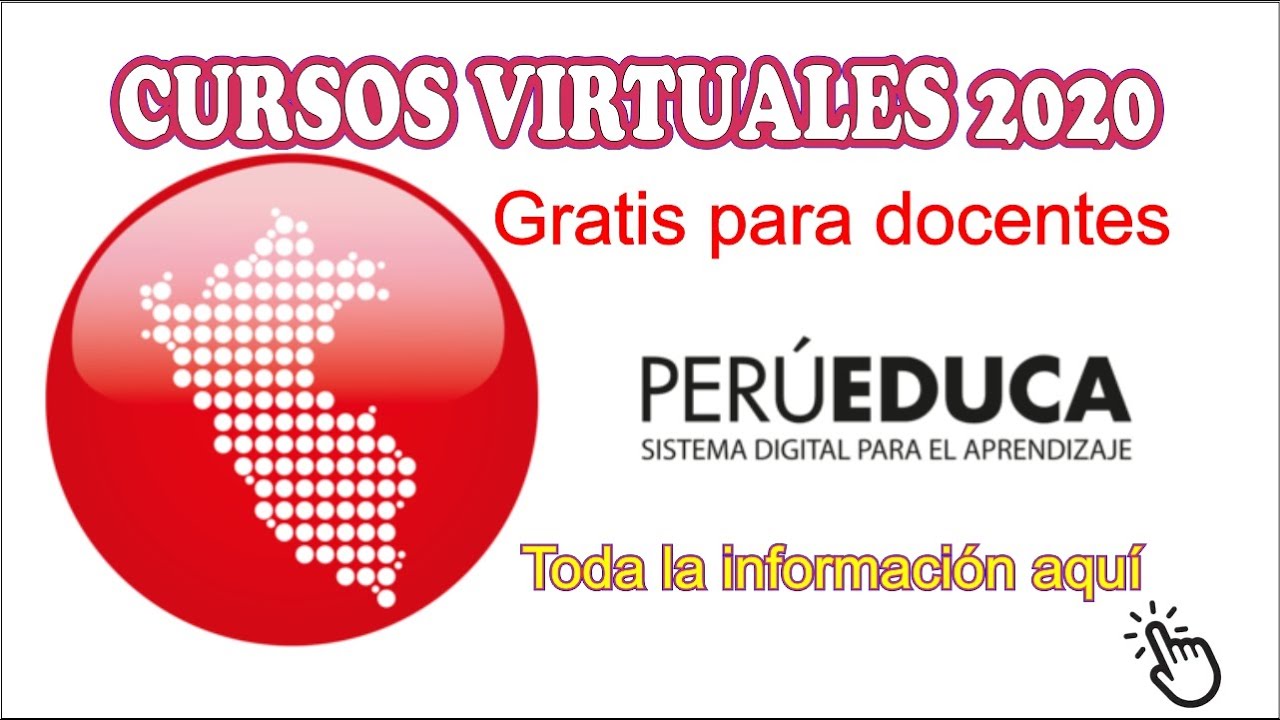 CURSOS VIRTUALES 2020
Gratis para docentes
PERÚEDUCA
SISTEMA DIGITAL PARA EL APRENDIZAJE
Toda la información aquí